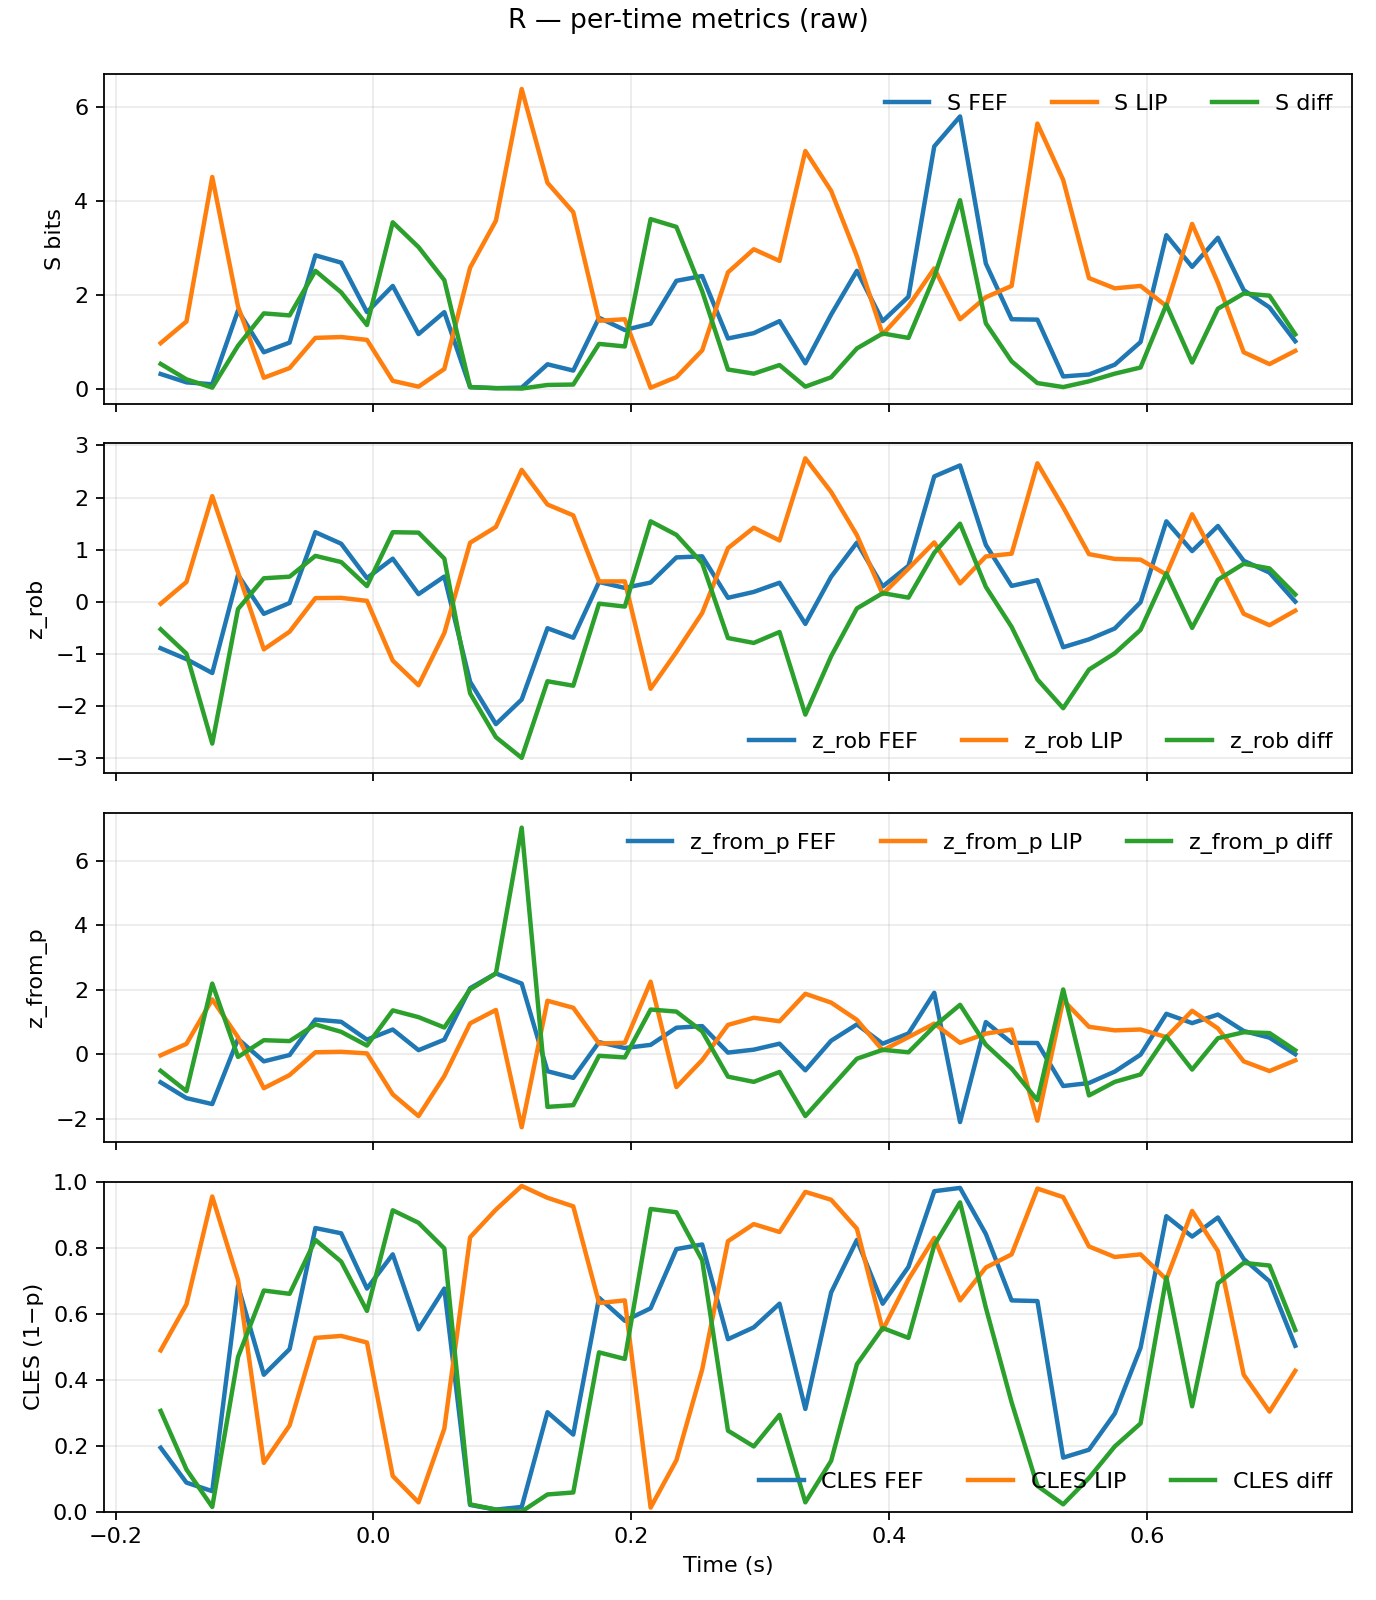 R — per-time metrics (raw)
S FEF S LIP S diff
S bits
6
4
2
0
3
2
1
0
−1
−2
−3
z_rob
z_rob FEF z_rob LIP z_rob diff
z_from_p FEF z_from_p LIP z_from_p diff
z_from_p
6
4
2
0
−2
1.0
0.8
0.6
0.4
0.2
0.0
CLES (1−p)
CLES FEF CLES LIP CLES diff
−0.2 0.0 0.2 0.4 0.6
Time (s)